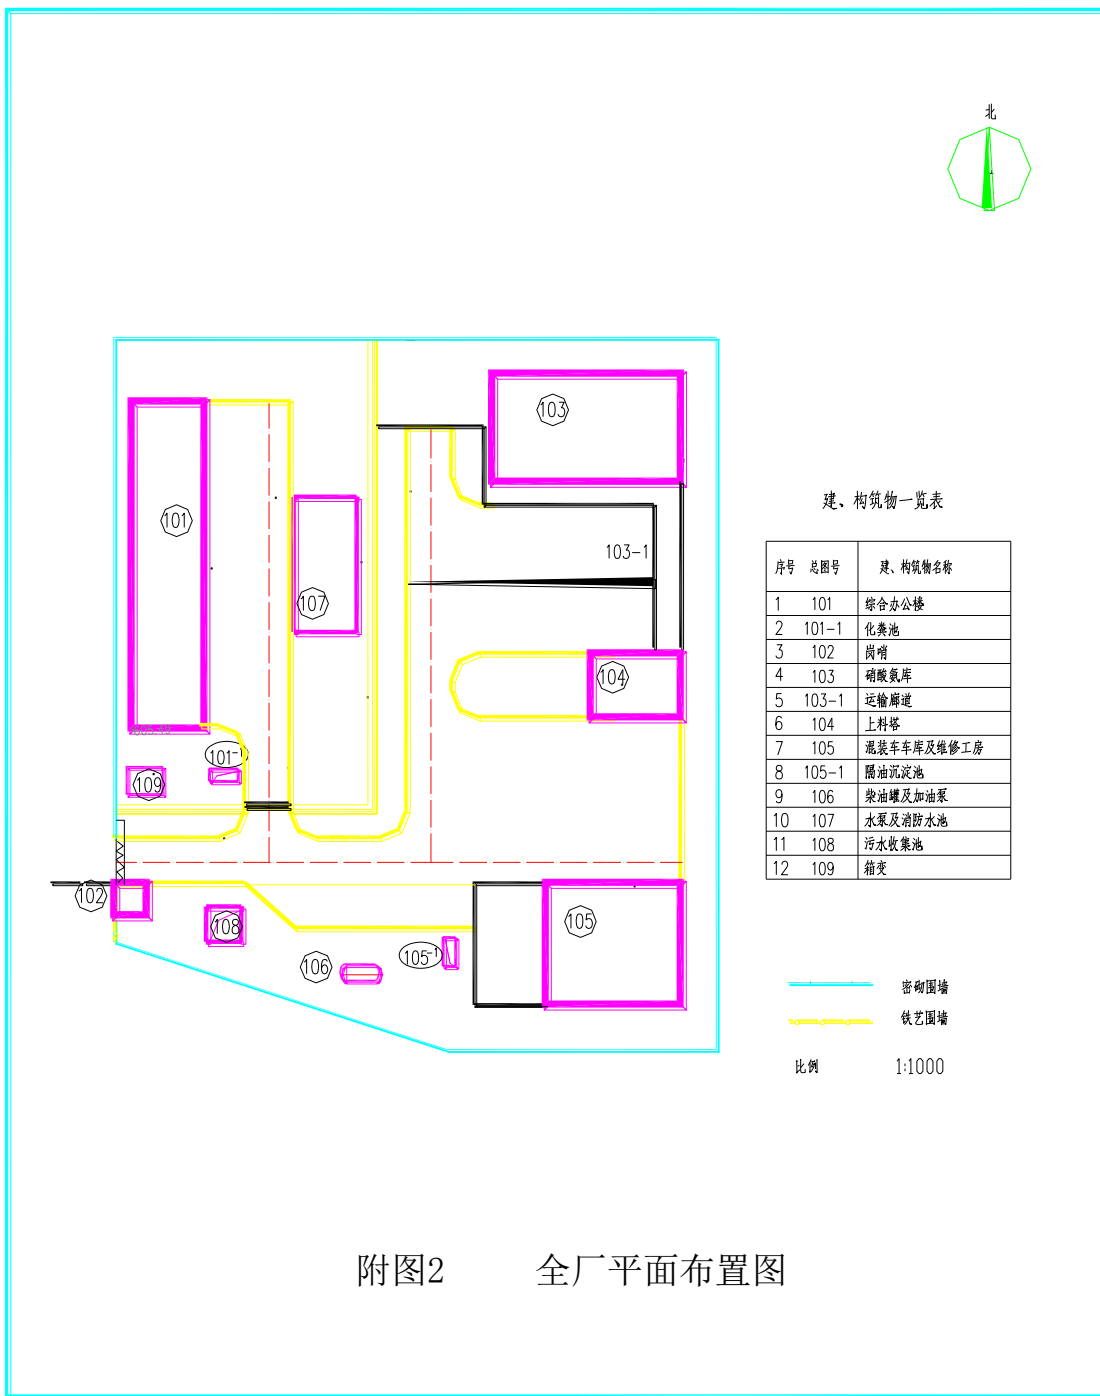 北
103
101
103-1
107
104
101-1
109
102
108
105
105-1
106
建、构筑物一览表
序号 总图号 建、构筑物名称
1 101 综合办公楼
2 101-1 化粪池
3 102 岗哨
4 103 硝酸氨库
5 103-1 运输廊道
6 104 上料塔
7 105 混装车车库及维修工房
8 105-1 隔油沉淀池
9 106 柴油罐及加油泵
10 107 水泵及消防水池
11 108 污水收集池
12 109 箱变
密砌围墙
铁艺围墙
比例 1:1000
附图2 全厂平面布置图